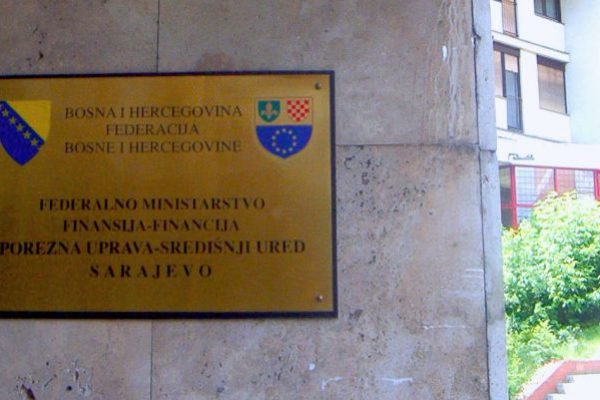 BOSNA I HERCEGOVINA
FEDERACIJA
BOSNE I HERCEGOVINE
FEDERALNO MINISTARSTVO
FINANSIJA-FINANCIJA
POREZNA UPRAVA-SREDIŠNJI URED
SARAJEVO